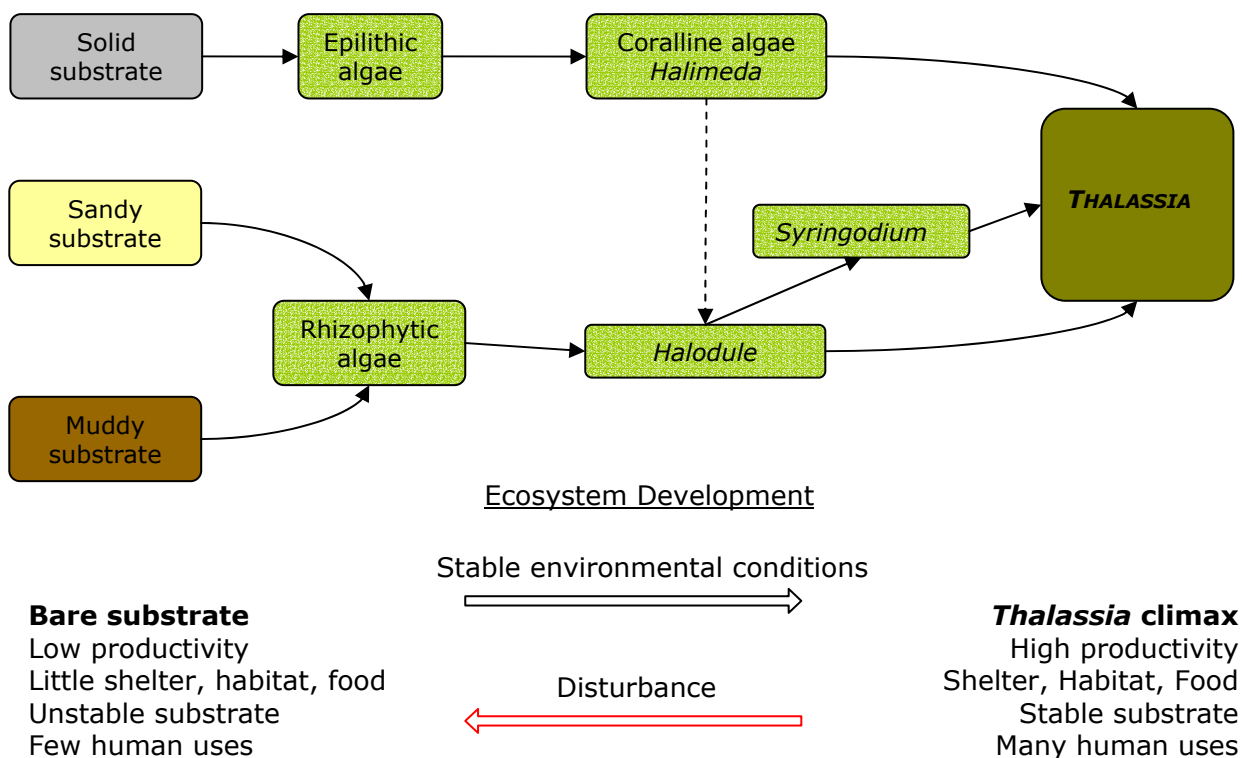 Solid
substrate
Epilithic
algae
Coralline algae
Halimeda
Sandy
substrate
THALASSIA
Syringodium
Rhizophytic
algae
Halodule
Muddy
substrate
Ecosystem Development
Stable environmental conditions
Bare substrate
Low productivity
Little shelter, habitat, food
Unstable substrate
Few human uses
Disturbance
Thalassia climax
High productivity
Shelter, Habitat, Food
Stable substrate
Many human uses